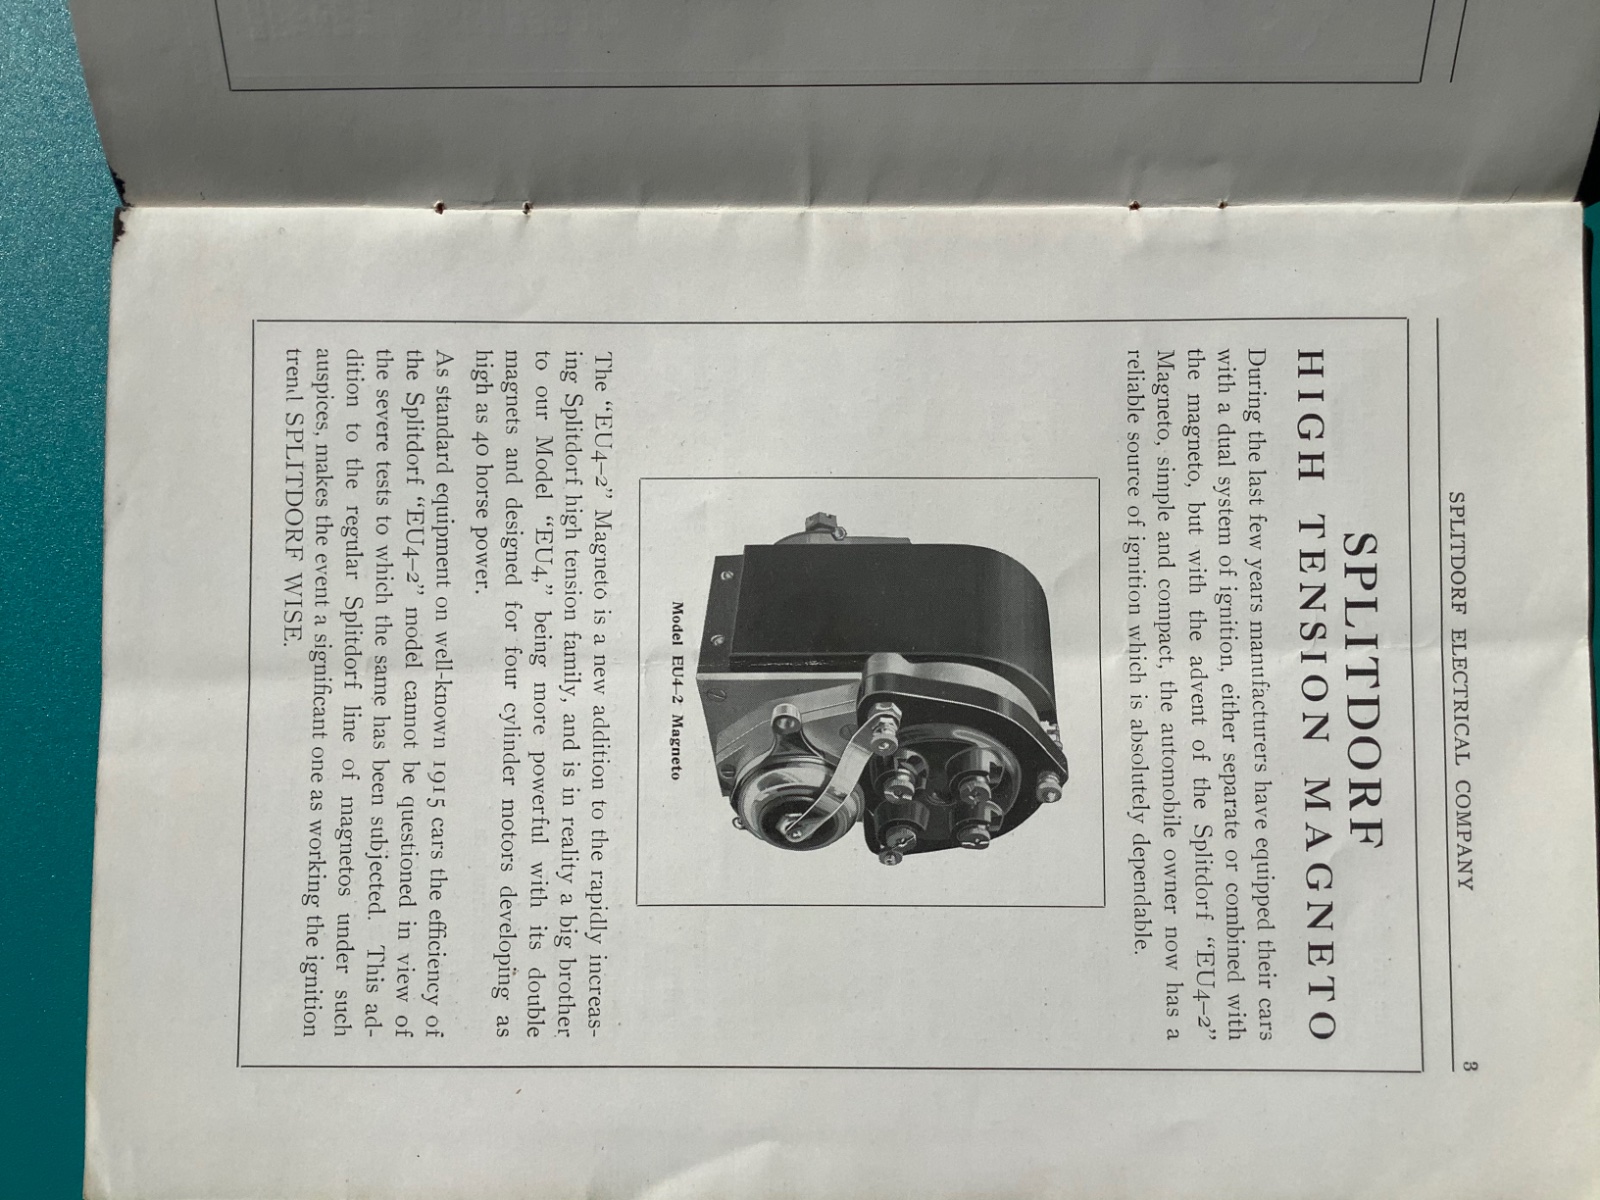 SPLITDORF ELECTRICAL COMPANY 3
SPLITDORF
HIGH TENSION MAGNETO
During the last few years manufacturers have equipped their cars
with a dual system of ignition, either separate or combined with
the magneto, but with the advent of the Splitdorf “EU4–2”
Magneto, simple and compact, the automobile owner now has a
reliable source of ignition which is absolutely dependable.
Model EU4–2 Magneto
The “EU4–2” Magneto is a new addition to the rapidly increas-
ing Splitdorf high tension family, and is in reality a big brother
to our Model “EU4,” being more powerful with its double
magnets and designed for four cylinder motors developing as
high as 40 horse power.
As standard equipment on well-known 1915 cars the efficiency of
the Splitdorf “EU4–2” model cannot be questioned in view of
the severe tests to which the same has been subjected. This ad-
dition to the regular Splitdorf line of magnetos under such
auspices, makes the event a significant one as working the ignition
trend SPLITDORF WISE.